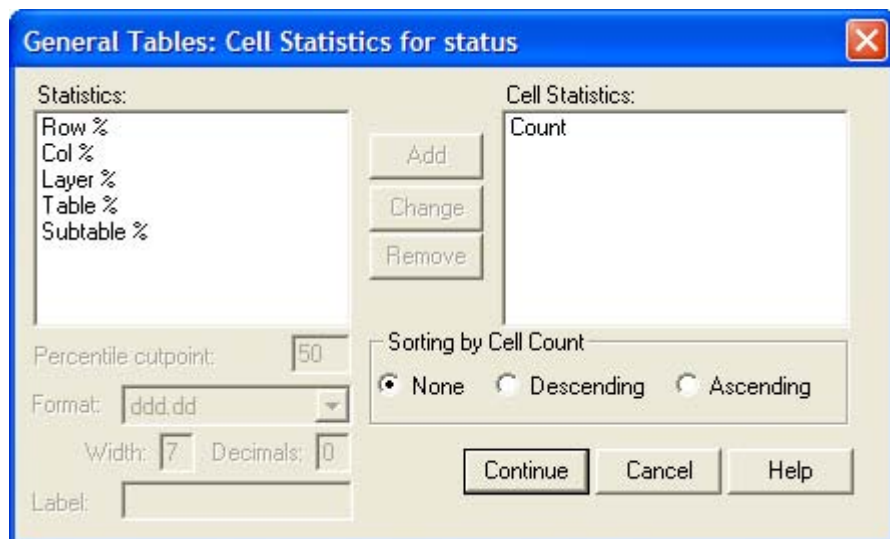 General Tables: Cell Statistics for status
Statistics:
Row %
Col %
Layer %
Table %
Subtable %
Add
Change
Remove
Cell Statistics:
Count
Percentile cutpoint: 50
Format: ddd.dd
Width: 7 Decimals: 0
Label:
Sorting by Cell Count
None Descending Ascending
Continue Cancel Help